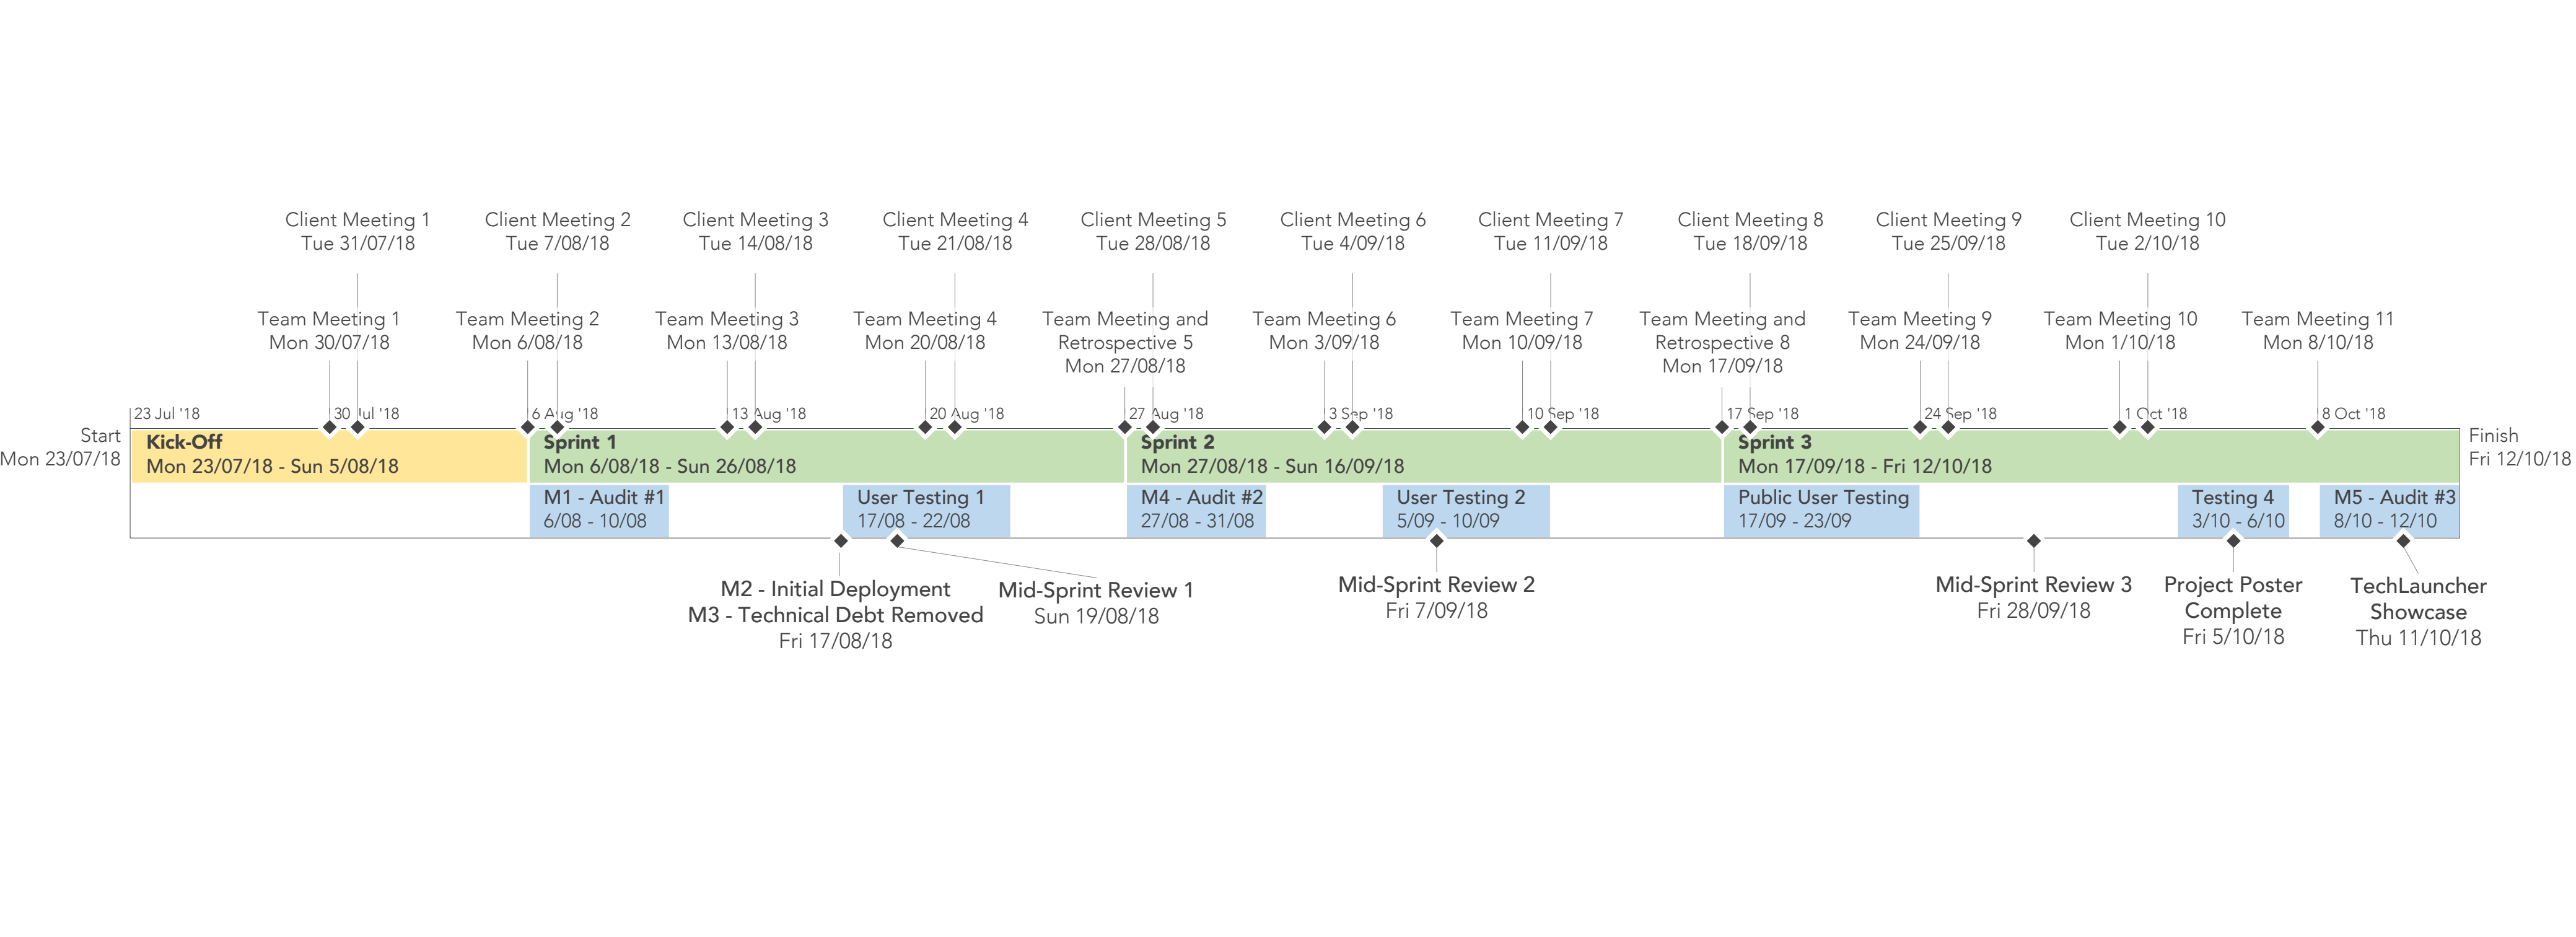 Client Meeting 1
Tue 31/07/18
Client Meeting 2
Tue 7/08/18
Client Meeting 3
Tue 14/08/18
Client Meeting 4
Tue 21/08/18
Client Meeting 5
Tue 28/08/18
Client Meeting 6
Tue 4/09/18
Client Meeting 7
Tue 11/09/18
Client Meeting 8
Tue 18/09/18
Client Meeting 9
Tue 25/09/18
Client Meeting 10
Tue 2/10/18
Team Meeting 1
Mon 30/07/18
Team Meeting 2
Mon 6/08/18
Team Meeting 3
Mon 13/08/18
Team Meeting 4
Mon 20/08/18
Team Meeting and
Retrospective 5
Mon 27/08/18
Team Meeting 6
Mon 3/09/18
Team Meeting 7
Mon 10/09/18
Team Meeting and
Retrospective 8
Mon 17/09/18
Team Meeting 9
Mon 24/09/18
Team Meeting 10
Mon 1/10/18
Team Meeting 11
Mon 8/10/18
23 Jul '18
30 Jul '18
6 Aug '18
13 Aug '18
20 Aug '18
27 Aug '18
3 Sep '18
10 Sep '18
17 Sep '18
24 Sep '18
1 Oct '18
8 Oct '18
Start
Mon 23/07/18
Kick-Off
Mon 23/07/18 - Sun 5/08/18
Sprint 1
Mon 6/08/18 - Sun 26/08/18
Sprint 2
Mon 27/08/18 - Sun 16/09/18
Sprint 3
Mon 17/09/18 - Fri 12/10/18
Finish
Fri 12/10/18
M1 - Audit #1
6/08 - 10/08
User Testing 1
17/08 - 22/08
M4 - Audit #2
27/08 - 31/08
User Testing 2
5/09 - 10/09
Public User Testing
17/09 - 23/09
Testing 4
3/10 - 6/10
M5 - Audit #3
8/10 - 12/10
M2 - Initial Deployment
M3 - Technical Debt Removed
Fri 17/08/18
Mid-Sprint Review 1
Sun 19/08/18
Mid-Sprint Review 2
Fri 7/09/18
Mid-Sprint Review 3
Fri 28/09/18
Project Poster
Complete
Fri 5/10/18
TechLauncher
Showcase
Thu 11/10/18